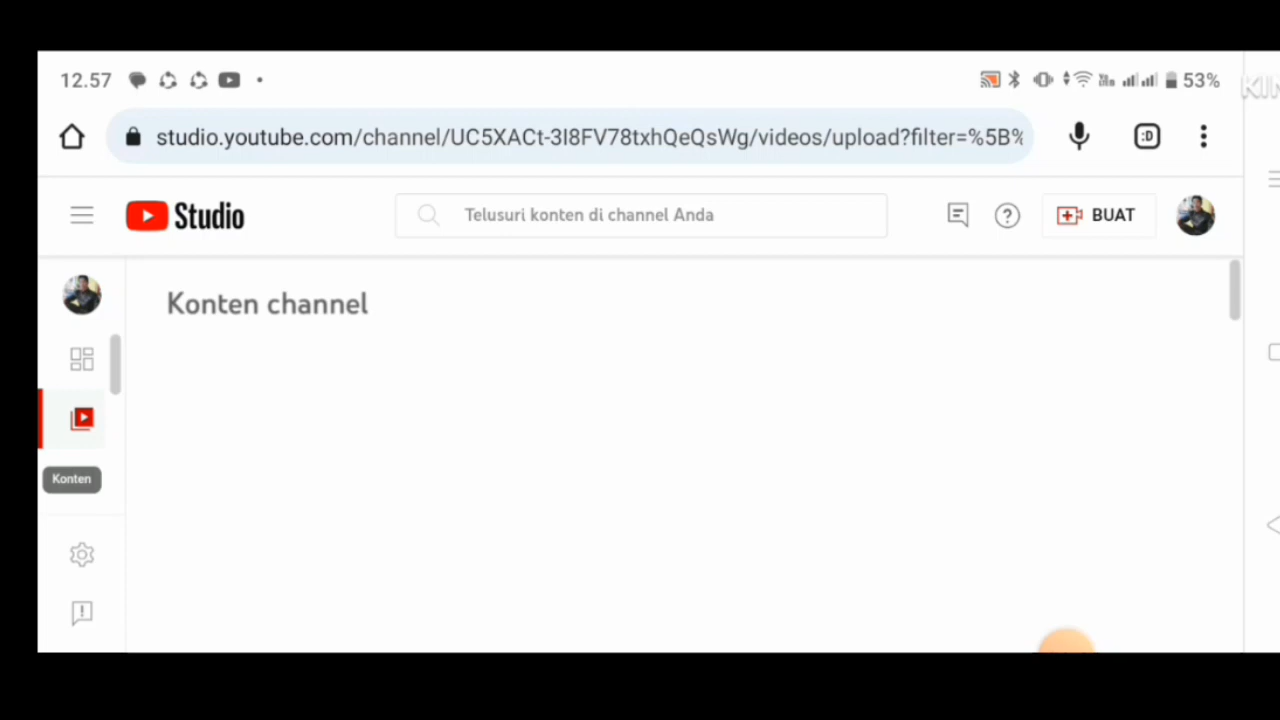 12.57
53%
KIN
studio.youtube.com/channel/UC5XACt-3I8FV78txhQeQsWg/videos/upload?filter=%5B%
:D
Studio
Telusuri konten di channel Anda
BUAT
Konten channel
Konten